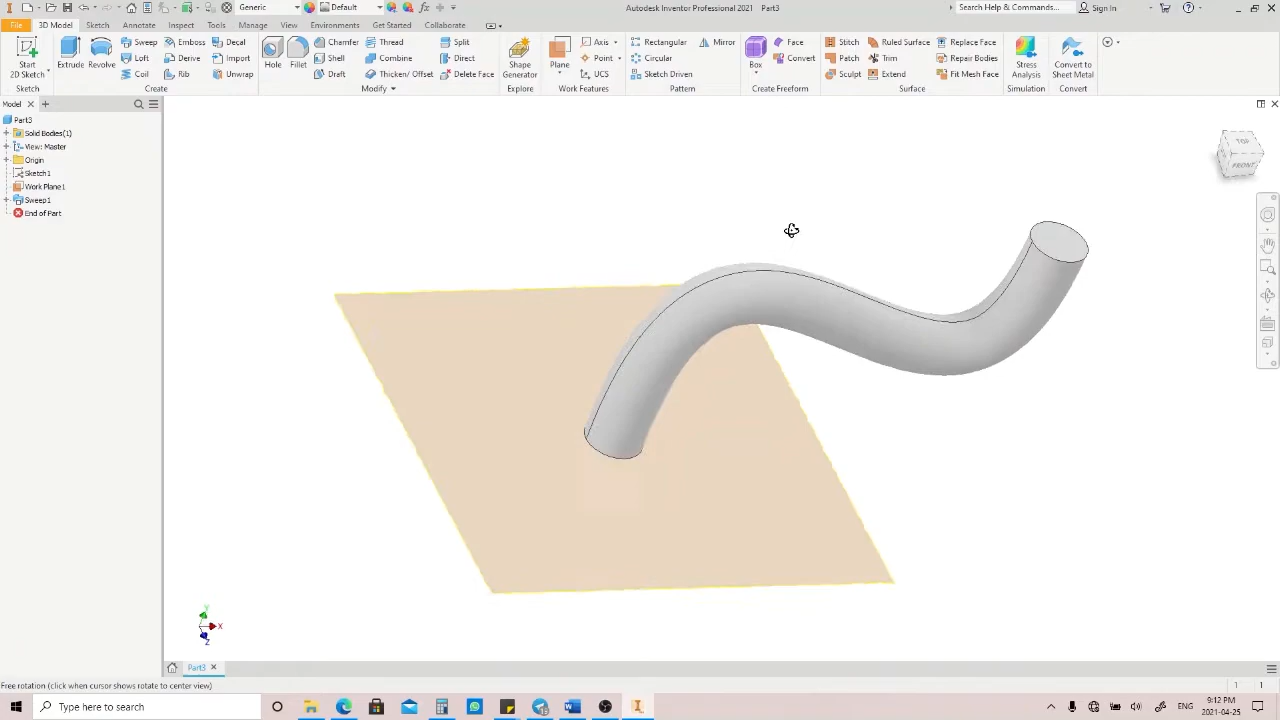 Generic Default Autodesk Inventor Professional 2021 Part3 Search Help & Commands... Sign In
File 3D Model Sketch Annotate Inspect Tools Manage View Environments Get Started Collaborate
Sweep Emboss Decal Chamfer Thread Split Axis Rectangular Mirror Face Stitch Ruled Surface Replace Face
Loft Derive Import Shell Combine Direct Point Circular Convert Patch Trim Repair Bodies
Coil Rib Unwrap Draft Thicken/ Offset Delete Face UCS Sketch Driven Sculpt Extend Fit Mesh Face
Start
2D Sketch Extrude Revolve Hole Fillet Shape
Generator Plane Box Stress
Analysis Convert to
Sheet Metal
Sketch Create Modify Explore Work Features Pattern Create Freeform Surface Simulation Convert
Model
Part3
Solid Bodies(1)
View: Master
Origin
Sketch1
Work Plane1
Sweep1
End of Part
TOP
FRONT
Y
X
Z
Part3
Free rotation (click when cursor shows rotate to center view) 1 1
Type here to search
ENG
9:12 PM
2021-04-25